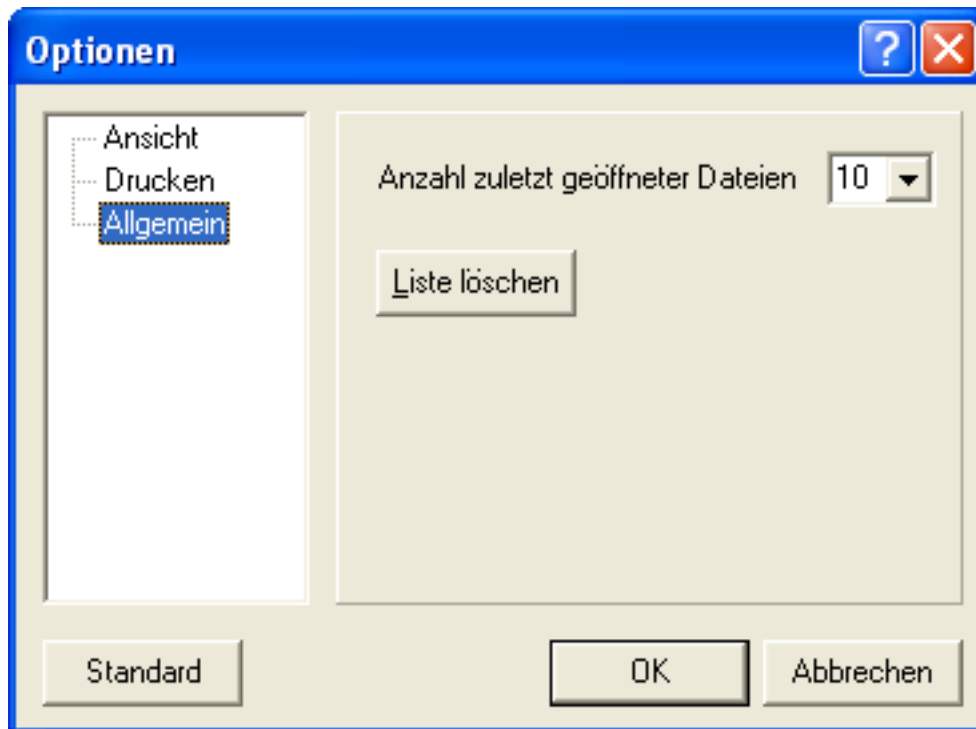 Optionen
Ansicht
Drucken
Allgemein
Anzahl zuletzt geöffneter Dateien 10
Liste löschen
Standard OK Abbrechen